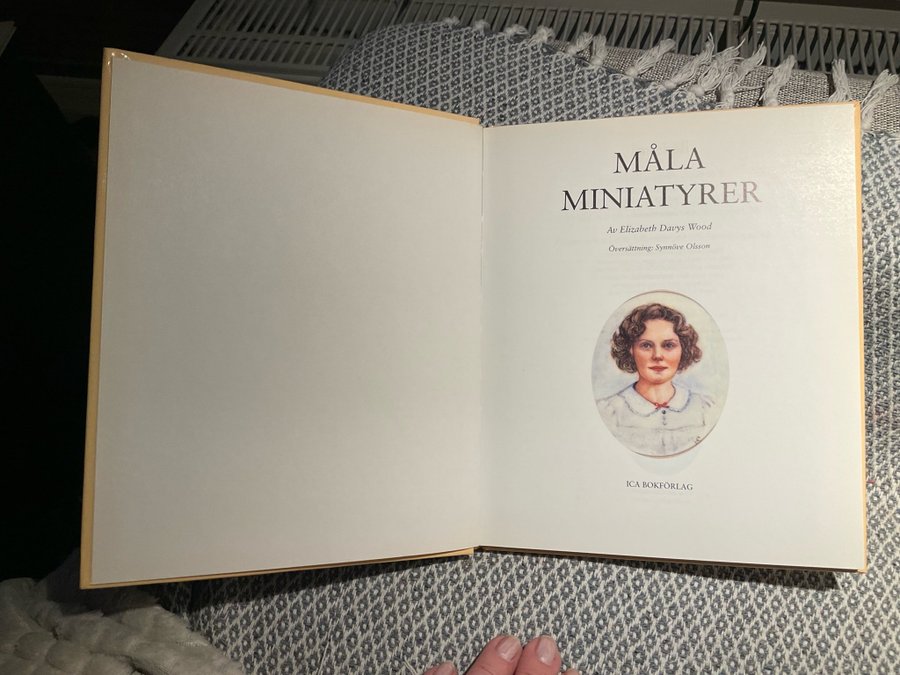 MÅLA
MINIATYRER
Av Elizabeth Davys Wood
Översättning: Synnöve Olsson
ICA BOKFÖRLAG